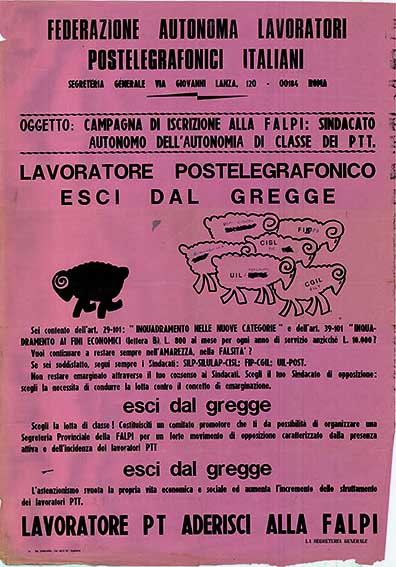 FEDERAZIONE AUTONOMA LAVORATORI
POSTELEGRAFONICI ITALIANI
SEGRETERIA GENERALE VIA GIOVANNI LANZA, 120 - 00184 ROMA
OGGETTO: CAMPAGNA DI ISCRIZIONE ALLA FALPI: SINDACATO
AUTONOMO DELL'AUTONOMIA DI CLASSE DEI PTT.
LAVORATORE POSTELEGRAFONICO
ESCI DAL GREGGE
CISL
UIL
CGIL
Sei contento dell'art. 29-101: "INQUADRAMENTO NELLE NUOVE CATEGORIE" e dell'art. 39-101 "INQUA-
DRAMENTO AI FINI ECONOMICI (lettera B). L. 800 al mese per ogni anno di servizio anzichè L. 10.000?
Vuoi continuare a restare sempre nell'AMAREZZA, nella FALSITA'?
Se sei soddisfatto, segui sempre i Sindacati: SILP-SILULAP-CISL: FIP-CGIL: UIL-POST.
Non restare emarginato attraverso il tuo consenso ai Sindacati. Scegli il tuo Sindacato di opposizione:
scegli la necessità di condurre la lotta contro il concetto di emarginazione.
esci dal gregge
Scegli la lotta di classe! Costituisciti un comitato promotore che ti da possibilità di organizzare una
Segreteria Provinciale della FALPI per un forte movimento di opposizione caratterizzato dalla presenza
attiva e dell'incidenza dei lavoratori PTT
esci dal gregge
L'astensionismo svuota la propria vita economica e sociale ed aumenta l'incremento dello sfruttamento
dei lavoratori PTT.
LAVORATORE PT ADERISCI ALLA FALPI
LA SEGRETERIA GENERALE